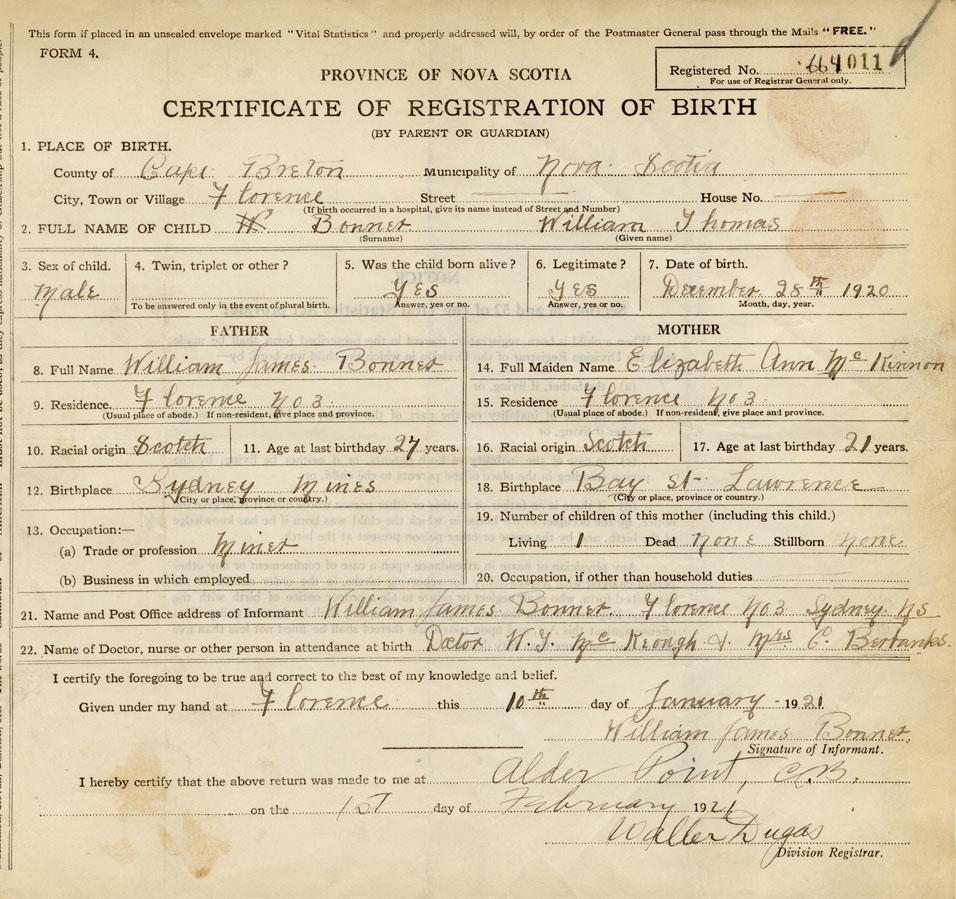 This form if placed in an unsealed envelope marked "Vital Statistics" and properly addressed will, by order of the Postmaster General pass through the Mails "FREE."
FORM 4.
PROVINCE OF NOVA SCOTIA
Registered No. 664011
For use of Registrar General only.
CERTIFICATE OF REGISTRATION OF BIRTH
(BY PARENT OR GUARDIAN)
1. PLACE OF BIRTH.
County of Cape Breton Municipality of Nova Scotia
City, Town or Village Florence Street House No.
(If birth occurred in a hospital, give its name instead of Street and Number)
2. FULL NAME OF CHILD Bonner William Thomas
(Surname) (Given name)
3. Sex of child. 4. Twin, triplet or other? 5. Was the child born alive? 6. Legitimate? 7. Date of birth.
Male YES YES December 28th 1920
To be answered only in the event of plural birth. Answer, yes or no. Answer, yes or no. Month, day, year.
FATHER
8. Full Name William James Bonner
9. Residence. Florence No 3
(Usual place of abode.) If non-resident, give place and province.
10. Racial origin Scotch 11. Age at last birthday 27 years.
12. Birthplace Sydney Mines
(City or place, province or country.)
13. Occupation:—
(a) Trade or profession Miner
(b) Business in which employed
MOTHER
14. Full Maiden Name Elizabeth Ann Mc Kinnon
15. Residence Florence No 3
(Usual place of abode.) If non-resident, give place and province.
16. Racial origin Scotch 17. Age at last birthday 21 years.
18. Birthplace Bay St Lawrence
(City or place, province or country.)
19. Number of children of this mother (including this child.)
Living 1 Dead None Stillborn None
20. Occupation, if other than household duties
21. Name and Post Office address of Informant William James Bonner Florence No 3 Sydney NS
22. Name of Doctor, nurse or other person in attendance at birth Doctor W. J. Mc Keough & Mrs C. Berbanks.
I certify the foregoing to be true and correct to the best of my knowledge and belief.
Given under my hand at Florence this 10th day of January 1921
William James Bonner.
Signature of Informant.
I hereby certify that the above return was made to me at Alder Point, C.B.
on the 1st day of February 1921
Walter Dugas
Division Registrar.